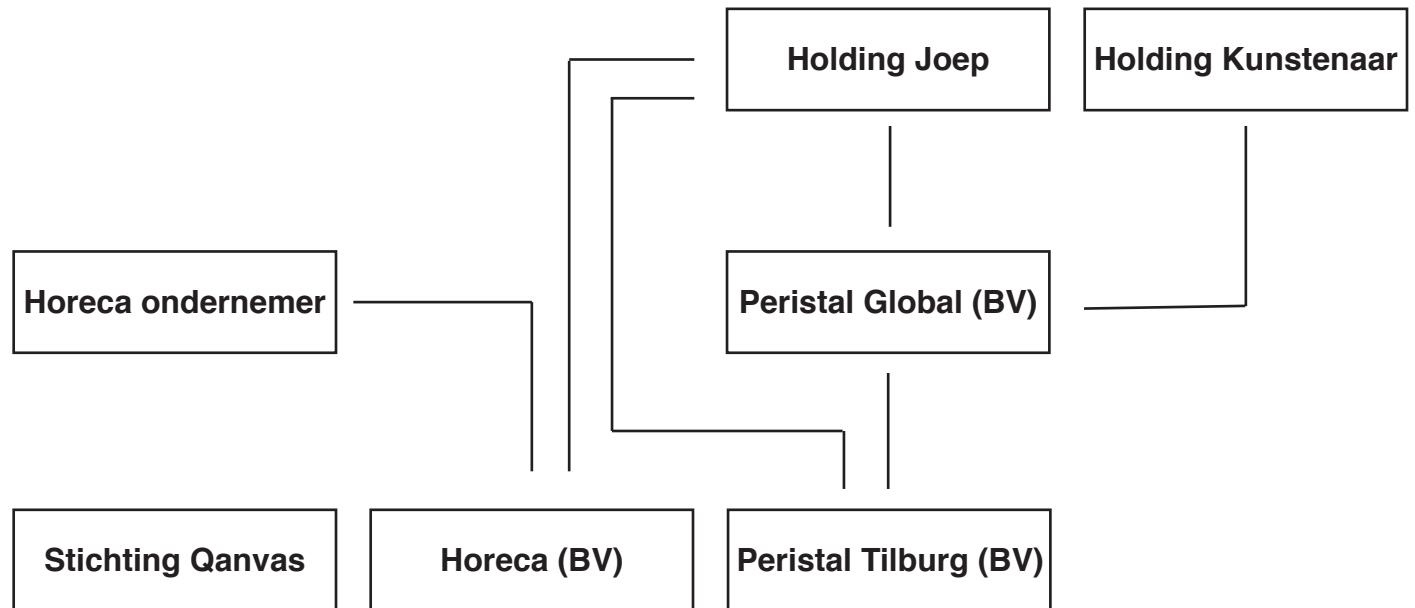 Holding Joep
Holding Kunstenaar
Horeca ondernemer
Peristal Global (BV)
Stichting Qanvas
Horeca (BV)
Peristal Tilburg (BV)